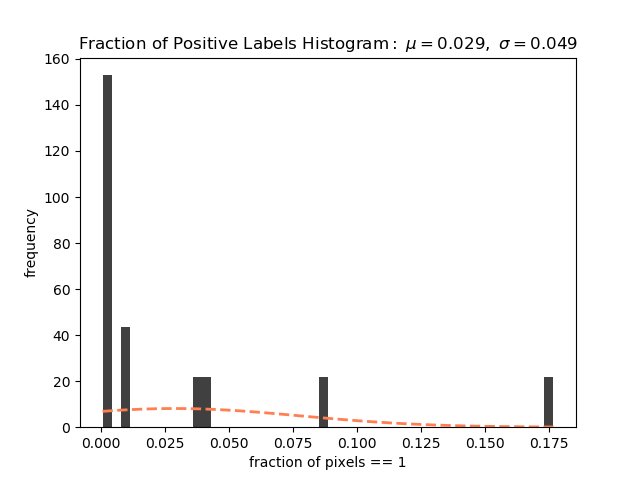 Fraction of Positive Labels Histogram : μ = 0.029, σ = 0.049
160
140
120
100
80
60
40
20
0
frequency
0.000 0.025 0.050 0.075 0.100 0.125 0.150 0.175
fraction of pixels == 1